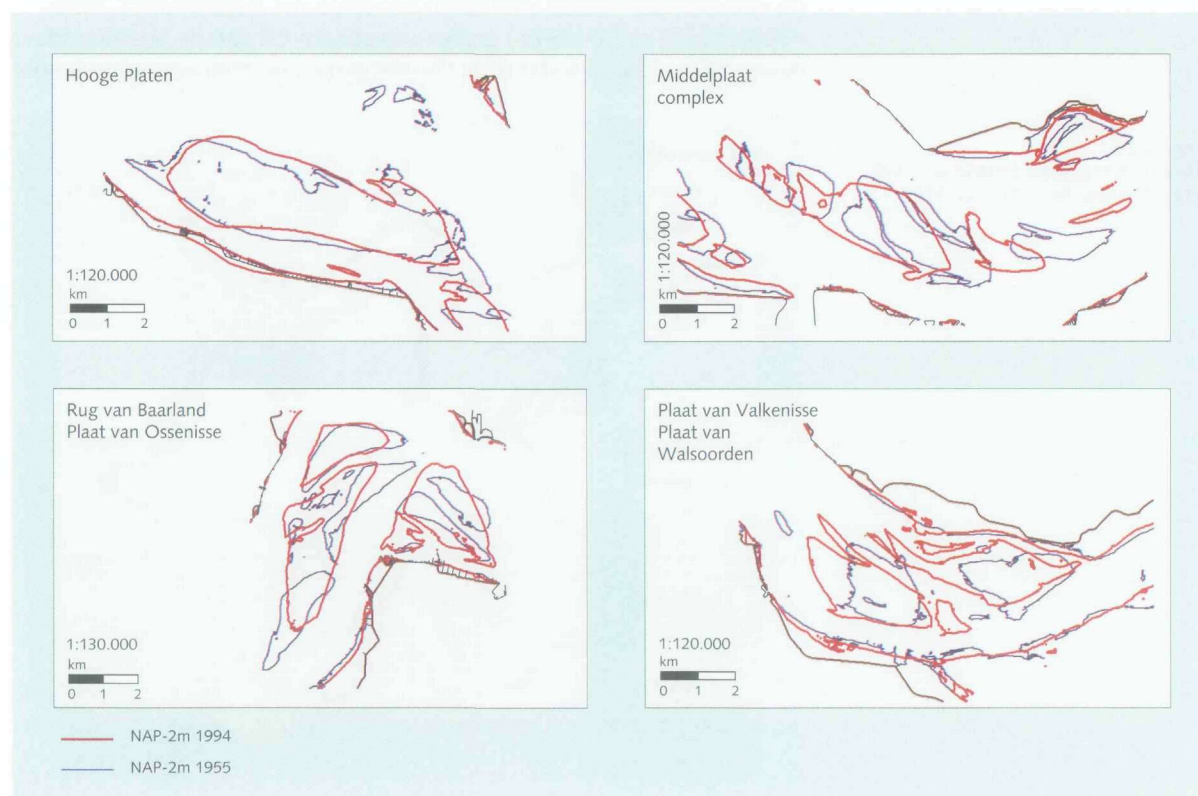 Hooge Platen
1:120.000
km
0 1 2
Middelplaat
complex
1:120.000
km
0 1 2
Rug van Baarland
Plaat van Ossenisse
1:130.000
km
0 1 2
Plaat van Valkenisse
Plaat van
Walsoorden
1:120.000
km
0 1 2
NAP-2m 1994
NAP-2m 1955